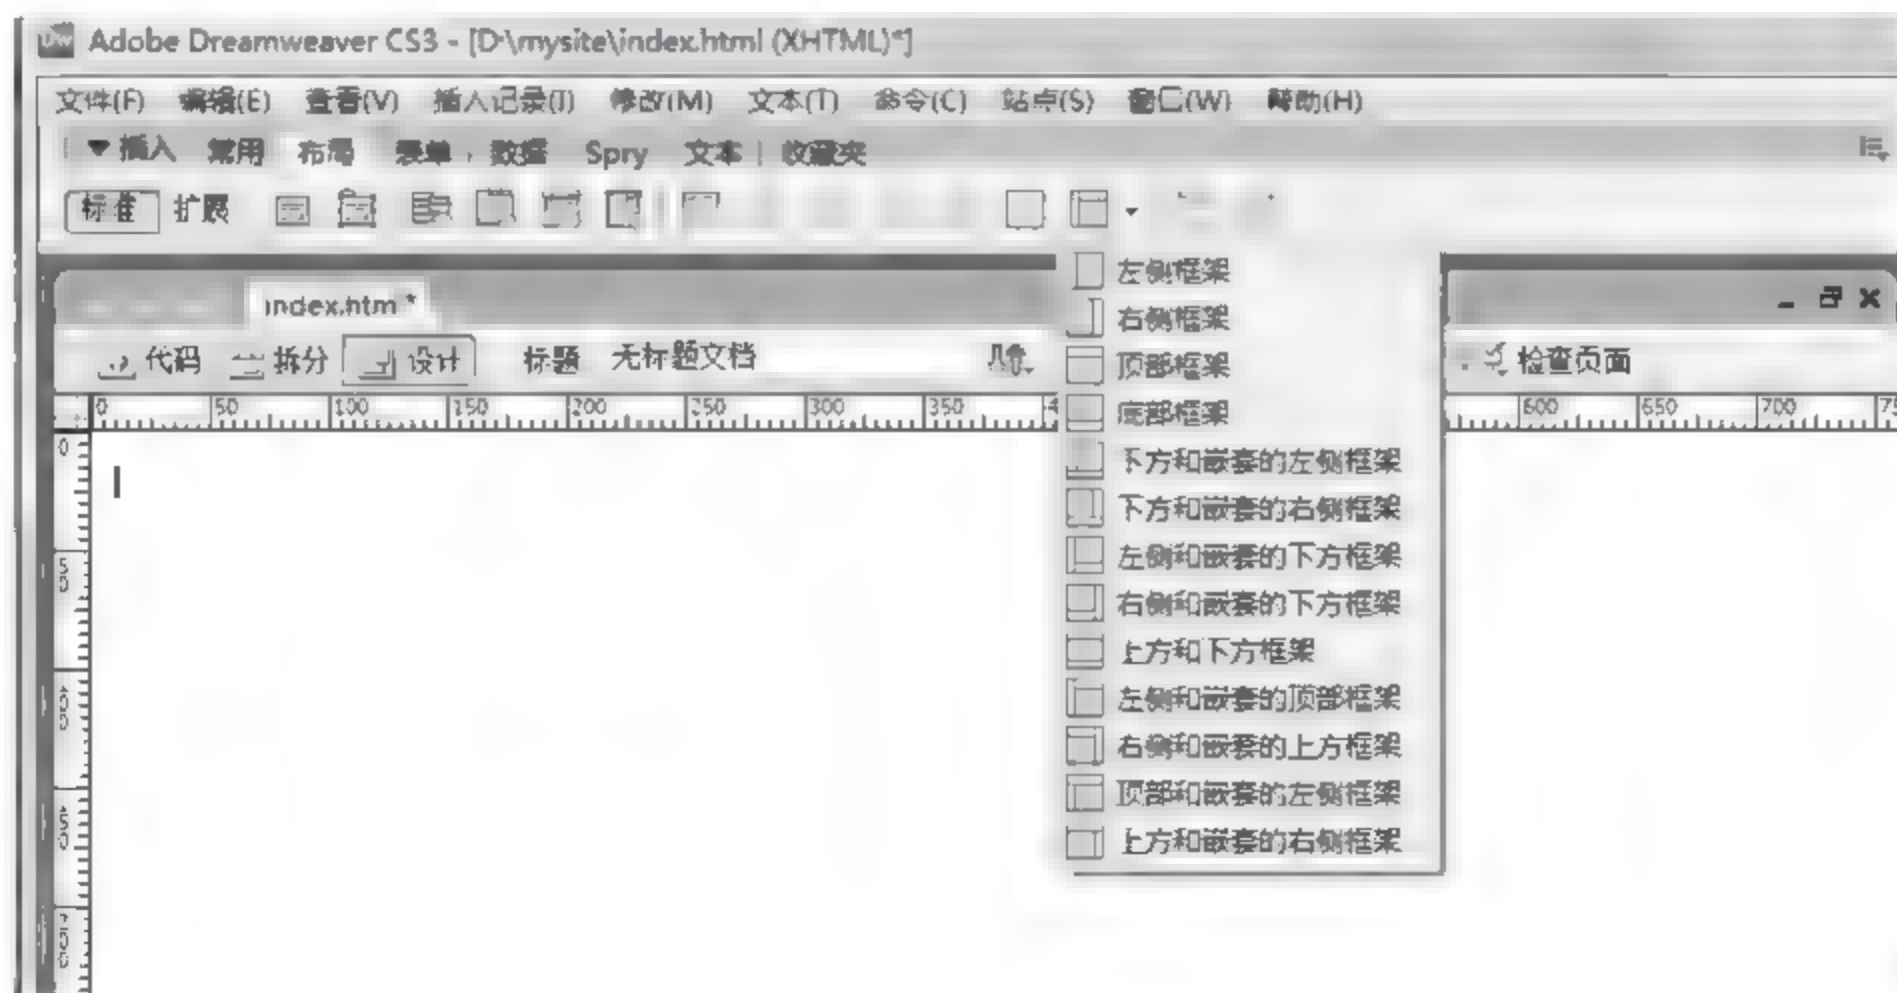 Adobe Dreamweaver CS3 - [D:\mysite\index.html (XHTML)*]
文件(F) 编辑(E) 查看(V) 插入记录(I) 修改(M) 文本(T) 命令(C) 站点(S) 窗口(W) 帮助(H)
插入 常用 布局 表单 数据 Spry 文本 收藏夹
标准 扩展
index.htm *
代码 拆分 设计 标题 无标题文档 检查页面
0 50 100 150 200 250 300 350 600 650 700
左侧框架
右侧框架
顶部框架
底部框架
下方和嵌套的左侧框架
下方和嵌套的右侧框架
左侧和嵌套的下方框架
右侧和嵌套的下方框架
上方和下方框架
左侧和嵌套的顶部框架
右侧和嵌套的上方框架
顶部和嵌套的左侧框架
上方和嵌套的右侧框架
0
50
100
150
200